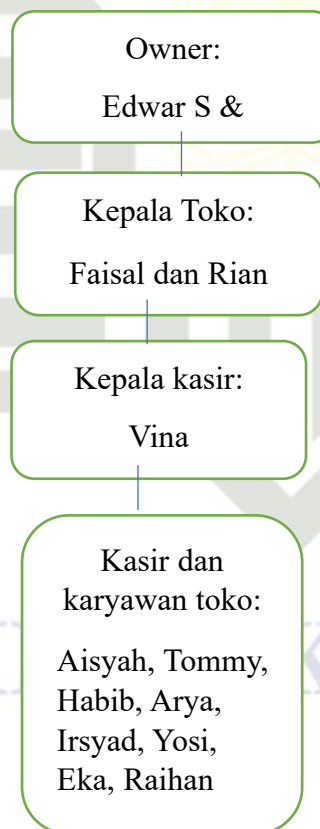 Owner:
Edwar S &
Kepala Toko:
Faisal dan Rian
Kepala kasir:
Vina
Kasir dan
karyawan toko:
Aisyah, Tommy,
Habib, Arya,
Irsyad, Yosi,
Eka, Raihan